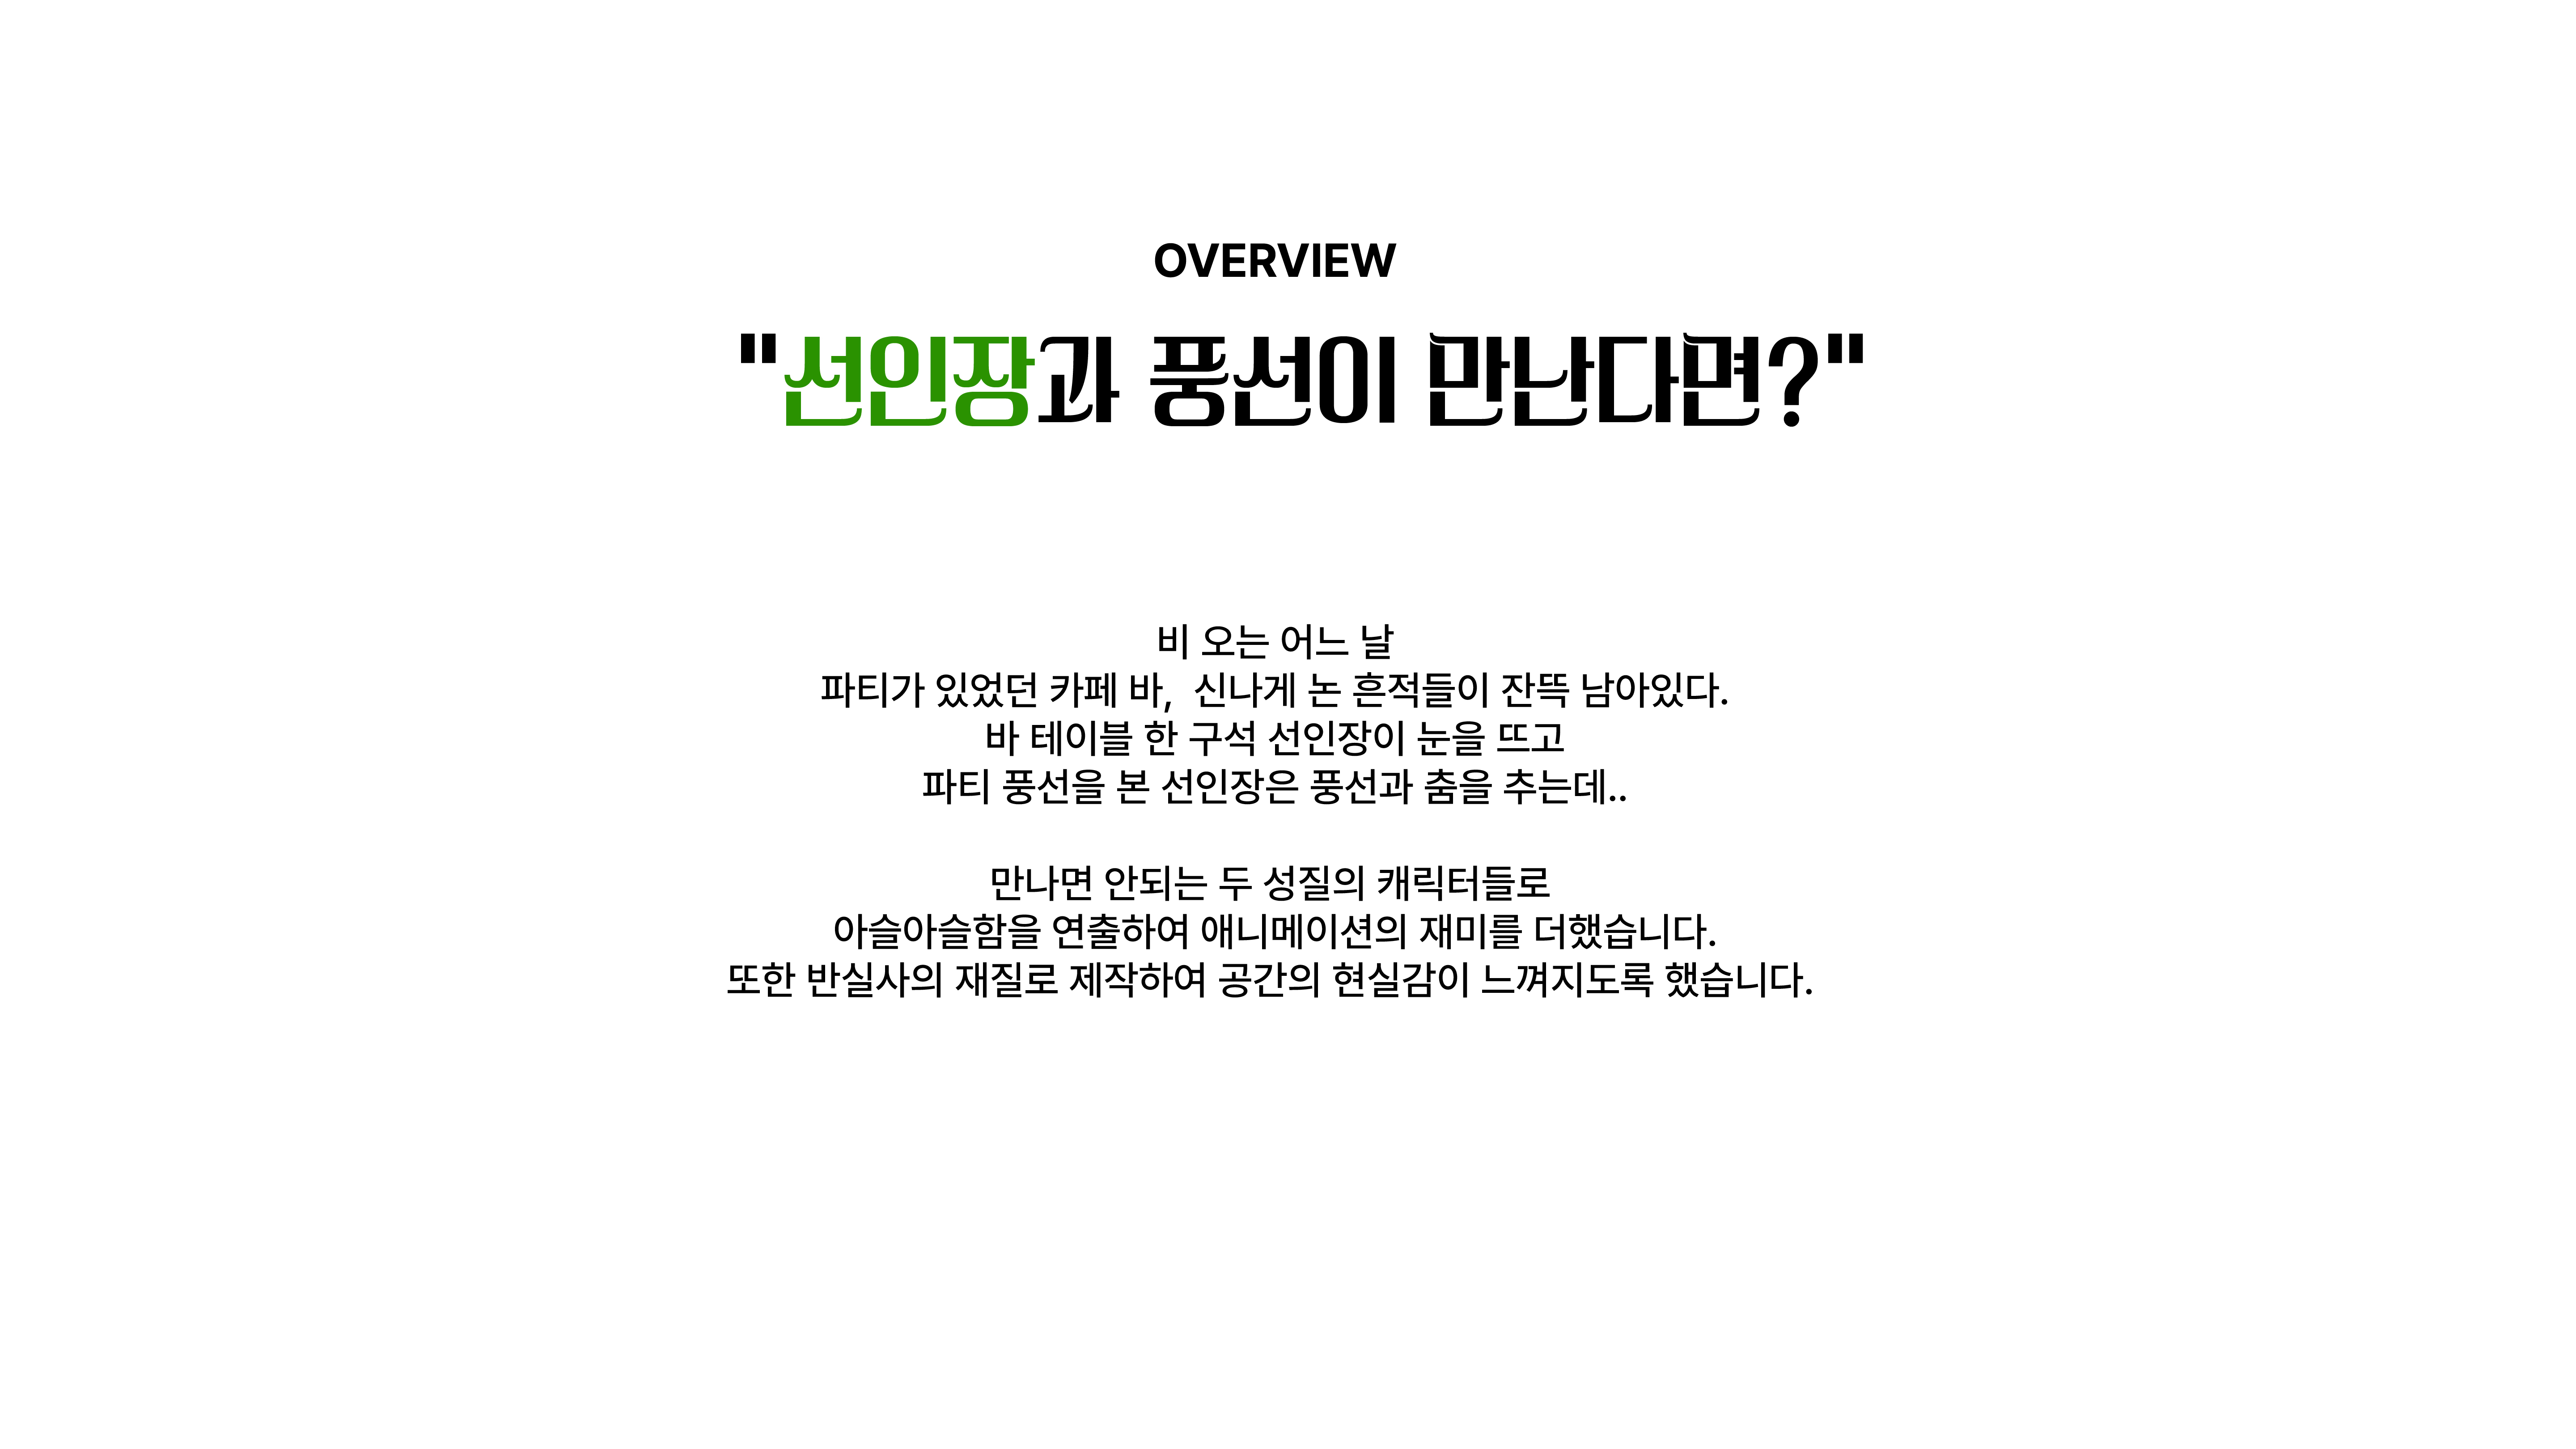 OVERVIEW
"선인장과 풍선이 만난다면?"
비 오는 어느 날
파티가 있었던 카페 바,  신나게 논 흔적들이 잔뜩 남아있다.
바 테이블 한 구석 선인장이 눈을 뜨고
파티 풍선을 본 선인장은 풍선과 춤을 추는데..
만나면 안되는 두 성질의 캐릭터들로
아슬아슬함을 연출하여 애니메이션의 재미를 더했습니다.
또한 반실사의 재질로 제작하여 공간의 현실감이 느껴지도록 했습니다.